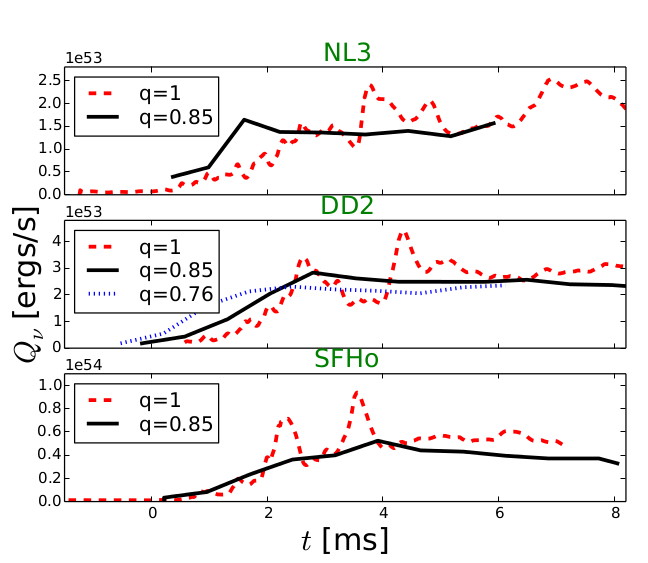 NL3
1e53
2.5
2.0
1.5
1.0
0.5
0.0
q=1
q=0.85
DD2
1e53
4
3
2
1
0
q=1
q=0.85
q=0.76
Qν [ergs/s]
SFHo
1e54
1.0
0.8
0.6
0.4
0.2
0.0
q=1
q=0.85
0 2 4 6 8
t [ms]